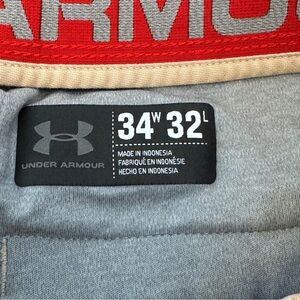 ARMOU
34W 32L
UNDER ARMOUR
MADE IN INDONESIA
FABRIQUÉ EN INDONÉSIE
HECHO EN INDONESIA